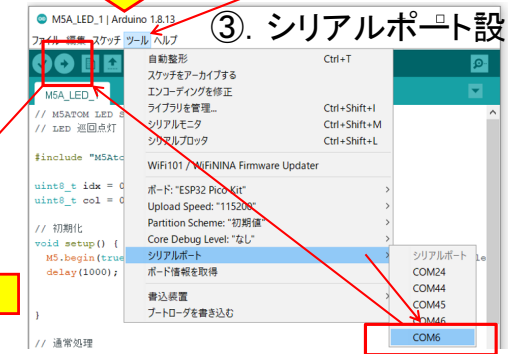 M5A_LED_1 | Arduino 1.8.13
③. シリアルポート設
ファイル 編集 スケッチ ツール ヘルプ
自動整形 Ctrl+T
スケッチをアーカイブする
エンコーディングを修正
ライブラリを管理... Ctrl+Shift+I
シリアルモニタ Ctrl+Shift+M
シリアルプロッタ Ctrl+Shift+L
WiFi101 / WiFiNINA Firmware Updater
ボード: "ESP32 Pico Kit"
Upload Speed: "115200"
Partition Scheme: "初期値"
Core Debug Level: "なし"
シリアルポート
ボード情報を取得
書込装置
ブートローダを書き込む
シリアルポート
COM24
COM44
COM45
COM46
COM6
M5A_LED_1
// M5ATOM LED S
// LED 巡回点灯
#include "M5Ato
uint8_t idx = 0
uint8_t col = 0
// 初期化
void setup() {
M5.begin(true
le
delay(1000);
}
// 通常処理